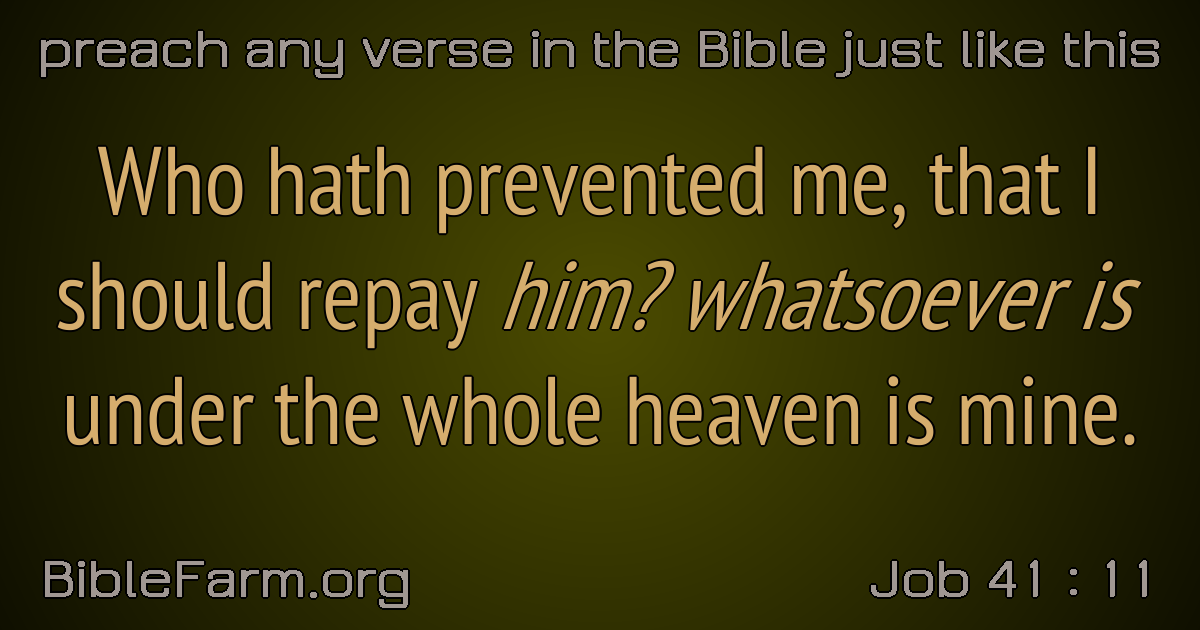 preach any verse in the Bible just like this
Who hath prevented me, that I
should repay him? whatsoever is
under the whole heaven is mine.
BibleFarm.org
Job 41 : 11